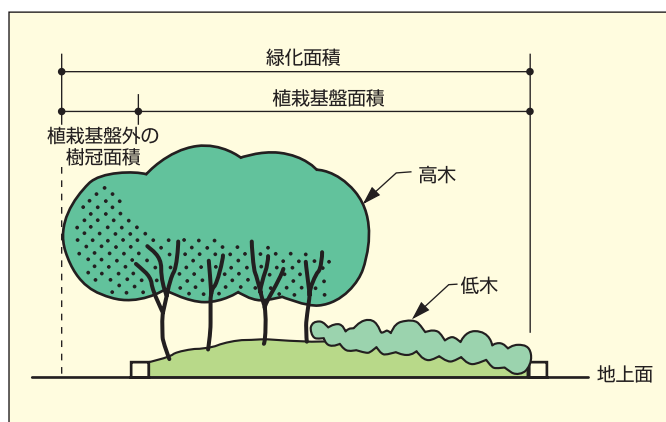 緑化面積
植栽基盤面積
植栽基盤外の
樹冠面積
高木
低木
地上面